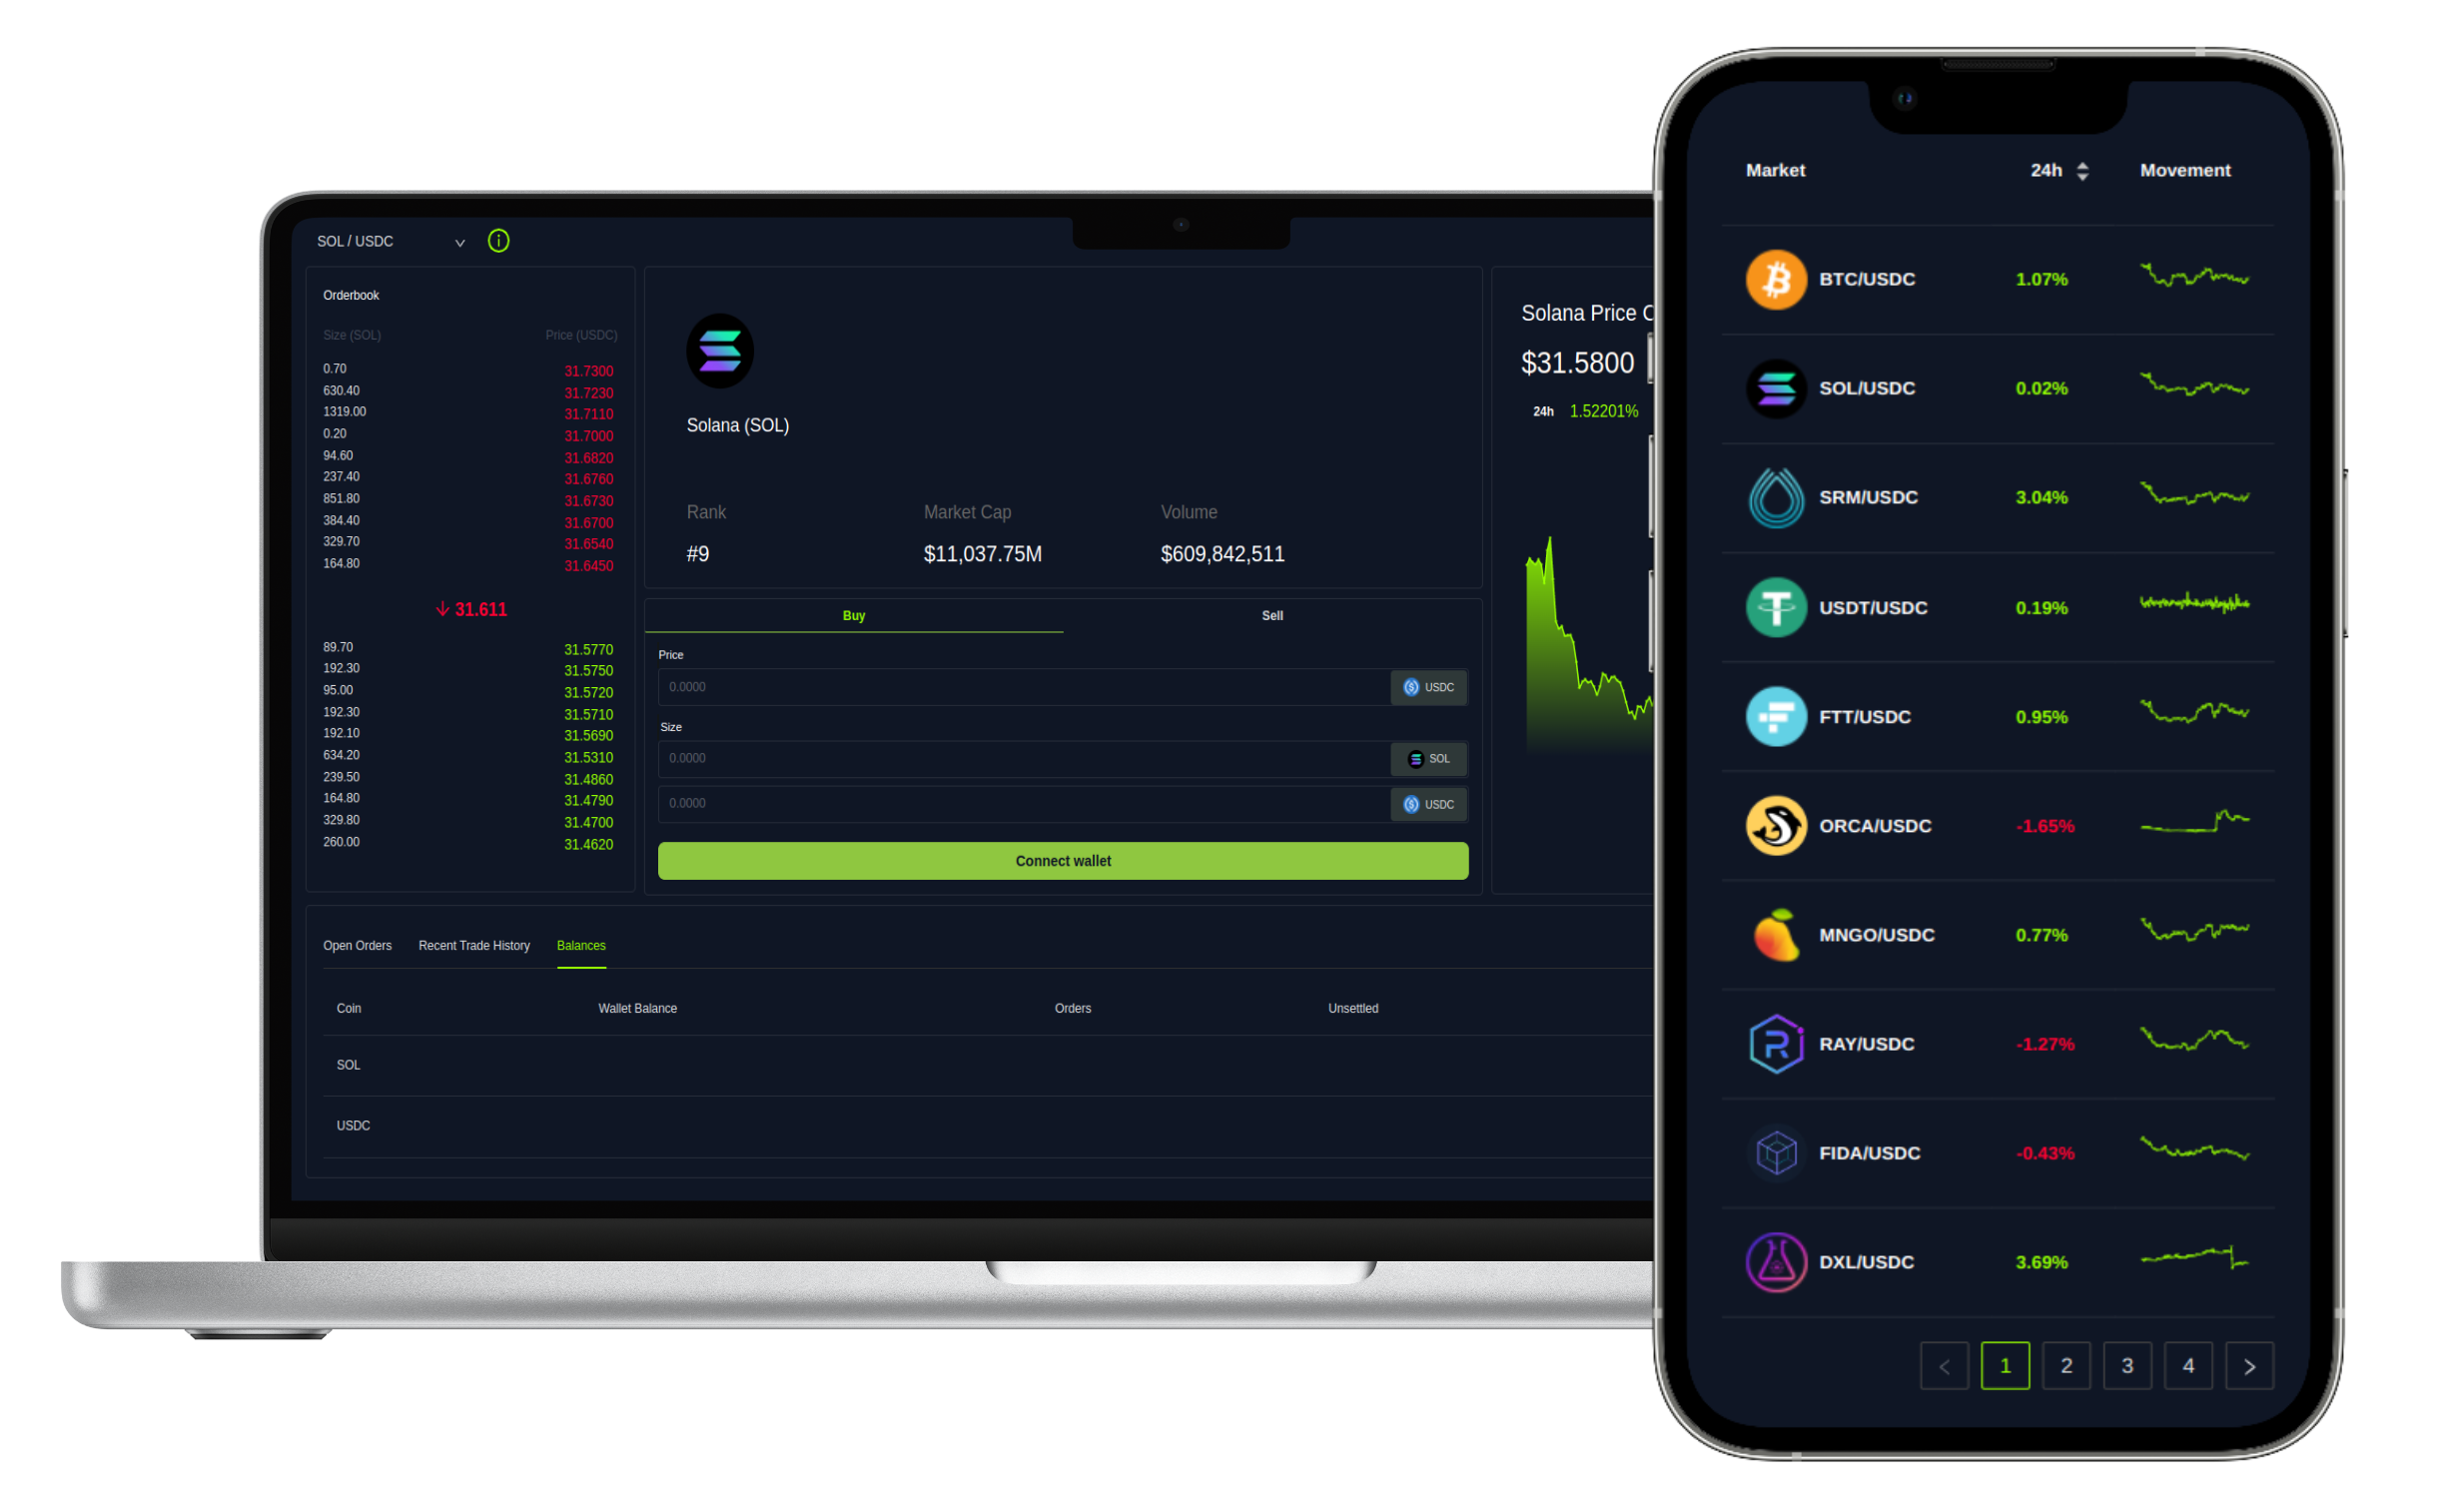 SOL / USDC
Orderbook
Size (SOL) Price (USDC)
0.70 31.7300
630.40 31.7230
1319.00 31.7110
0.20 31.7000
94.60 31.6820
237.40 31.6760
851.80 31.6730
384.40 31.6700
329.70 31.6540
164.80 31.6450
31.611
89.70 31.5770
192.30 31.5750
95.00 31.5720
192.30 31.5710
192.10 31.5690
634.20 31.5310
239.50 31.4860
164.80 31.4790
329.80 31.4700
260.00 31.4620
Solana (SOL)
Rank Market Cap Volume
#9 $11,037.75M $609,842,511
Buy Sell
Price
0.0000 USDC
Size
0.0000 SOL
0.0000 USDC
Connect wallet
Solana Price
$31.5800
24h 1.52201%
Open Orders Recent Trade History Balances
Coin Wallet Balance Orders Unsettled
SOL
USDC
Market 24h Movement
BTC/USDC 1.07%
SOL/USDC 0.02%
SRM/USDC 3.04%
USDT/USDC 0.19%
FTT/USDC 0.95%
ORCA/USDC -1.65%
MNGO/USDC 0.77%
RAY/USDC -1.27%
FIDA/USDC -0.43%
DXL/USDC 3.69%
< 1 2 3 4 >